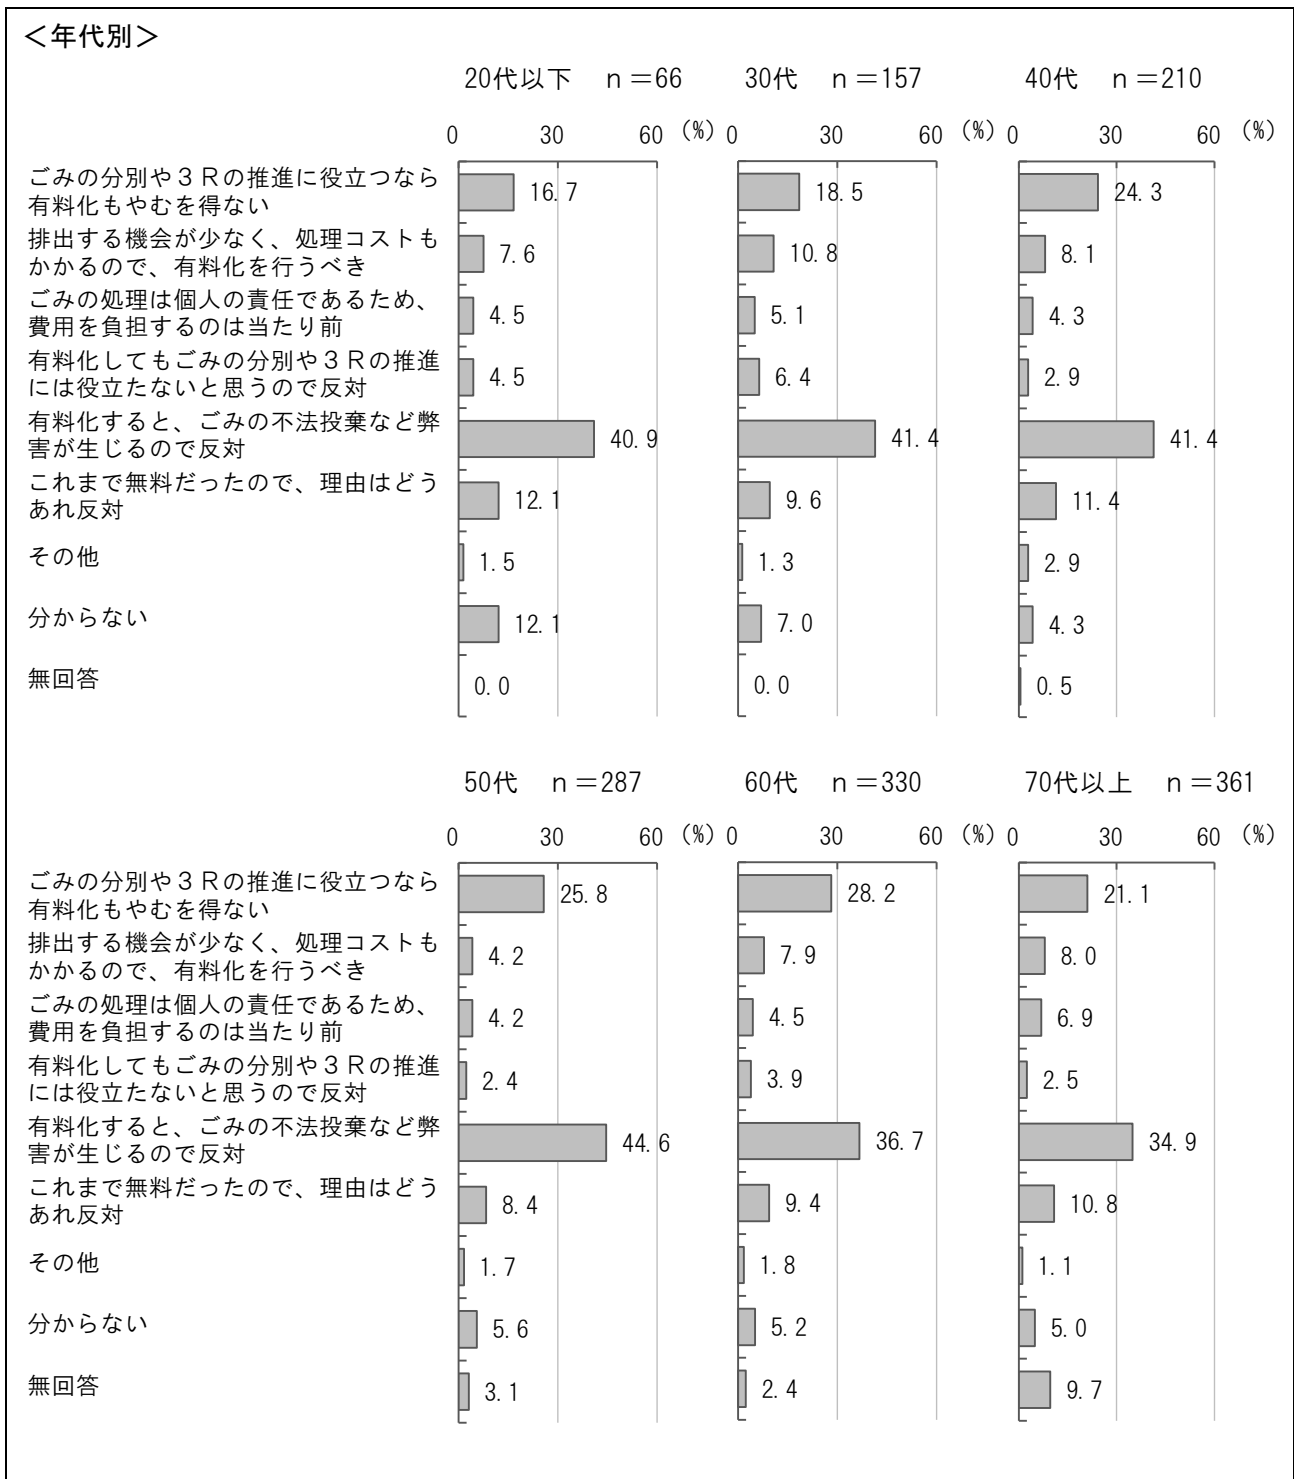 ＜年代別＞
20代以下　ｎ＝66　30代　ｎ＝157　40代　ｎ＝210
0 30 60 (%) 0 30 60 (%) 0 30 60 (%)
ごみの分別や３Ｒの推進に役立つなら
有料化もやむを得ない
16.7 18.5 24.3
排出する機会が少なく、処理コストも
かかるので、有料化を行うべき
7.6 10.8 8.1
ごみの処理は個人の責任であるため、
費用を負担するのは当たり前
4.5 5.1 4.3
有料化してもごみの分別や３Ｒの推進
には役立たないと思うので反対
4.5 6.4 2.9
有料化すると、ごみの不法投棄など弊
害が生じるので反対
40.9 41.4 41.4
これまで無料だったので、理由はどう
あれ反対
12.1 9.6 11.4
その他
1.5 1.3 2.9
分からない
12.1 7.0 4.3
無回答
0.0 0.0 0.5
50代　ｎ＝287　60代　ｎ＝330　70代以上　ｎ＝361
0 30 60 (%) 0 30 60 (%) 0 30 60 (%)
ごみの分別や３Ｒの推進に役立つなら
有料化もやむを得ない
25.8 28.2 21.1
排出する機会が少なく、処理コストも
かかるので、有料化を行うべき
4.2 7.9 8.0
ごみの処理は個人の責任であるため、
費用を負担するのは当たり前
4.2 4.5 6.9
有料化してもごみの分別や３Ｒの推進
には役立たないと思うので反対
2.4 3.9 2.5
有料化すると、ごみの不法投棄など弊
害が生じるので反対
44.6 36.7 34.9
これまで無料だったので、理由はどう
あれ反対
8.4 9.4 10.8
その他
1.7 1.8 1.1
分からない
5.6 5.2 5.0
無回答
3.1 2.4 9.7